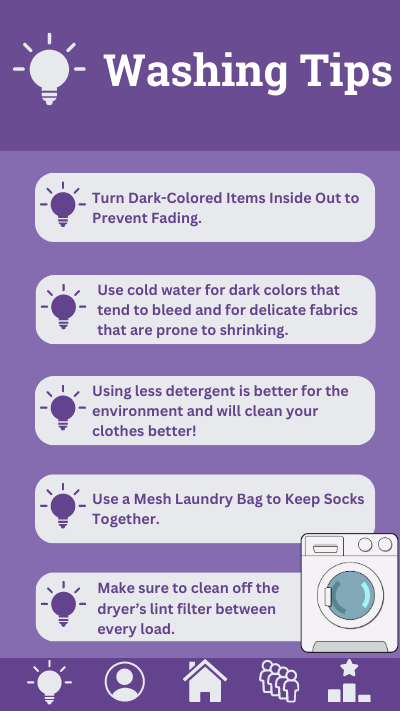 Washing Tips
Turn Dark-Colored Items Inside Out to
Prevent Fading.
Use cold water for dark colors that
tend to bleed and for delicate fabrics
that are prone to shrinking.
Using less detergent is better for the
environment and will clean your
clothes better!
Use a Mesh Laundry Bag to Keep Socks
Together.
Make sure to clean off the
dryer’s lint filter between
every load.